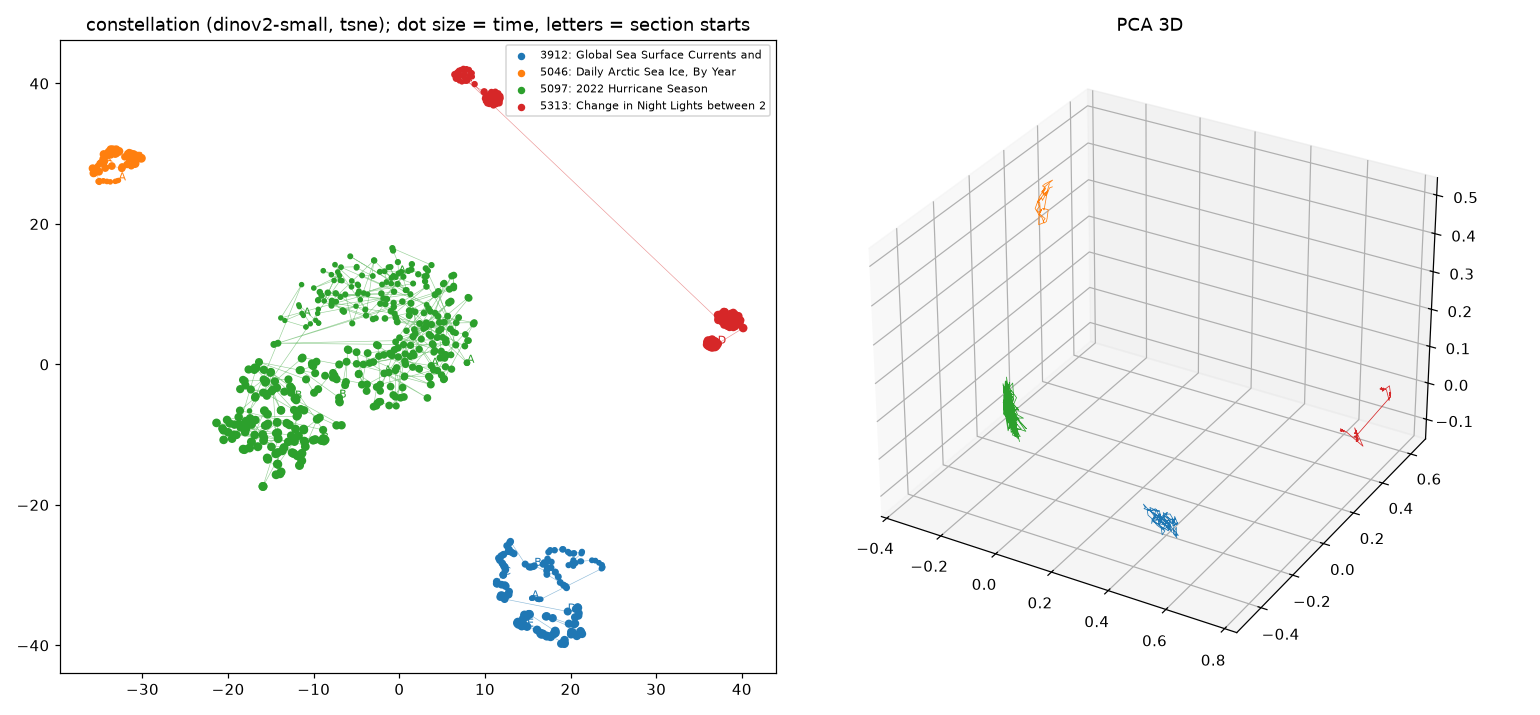 constellation (dinov2-small, tsne); dot size = time, letters = section starts
PCA 3D
3912: Global Sea Surface Currents and
5046: Daily Arctic Sea Ice, By Year
5097: 2022 Hurricane Season
5313: Change in Night Lights between 2
40
20
0
−20
−40
−30
−20
−10
0
10
20
30
40
A
A
A
A
B
B
A
D
D
0.5
0.4
0.3
0.2
0.1
0.0
−0.1
0.6
0.4
0.2
0.0
−0.2
−0.4
−0.4
−0.2
0.0
0.2
0.4
0.6
0.8